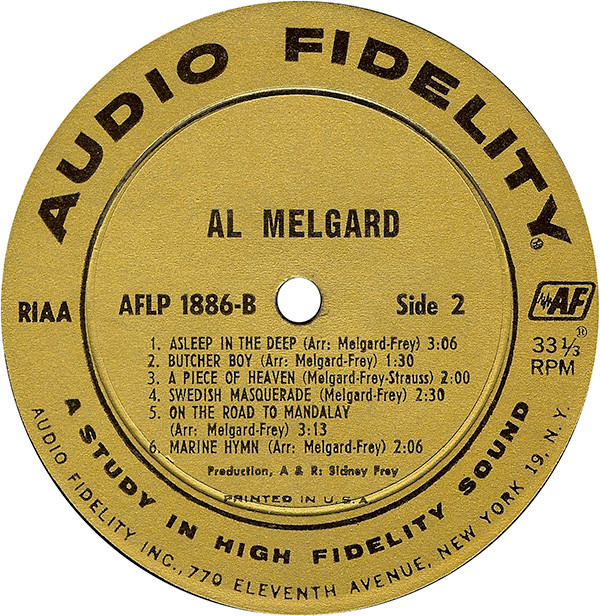 AUDIO FIDELITY
®
AL MELGARD
RIAA
AFLP 1886-B
Side 2
AF
®
33 1/3
RPM
1. ASLEEP IN THE DEEP (Arr: Melgard-Frey) 3:06
2. BUTCHER BOY (Arr: Melgard-Frey) 1:30
3. A PIECE OF HEAVEN (Melgard-Frey-Strauss) 2:00
4. SWEDISH MASQUERADE (Melgard-Frey) 2:30
5. ON THE ROAD TO MANDALAY
(Arr: Melgard-Frey) 3:13
6. MARINE HYMN (Arr: Melgard-Frey) 2:06
Production, A & R: Sidney Frey
PRINTED IN U.S.A
A STUDY IN HIGH FIDELITY SOUND
AUDIO FIDELITY INC., 770 ELEVENTH AVENUE, NEW YORK 19, N.Y.